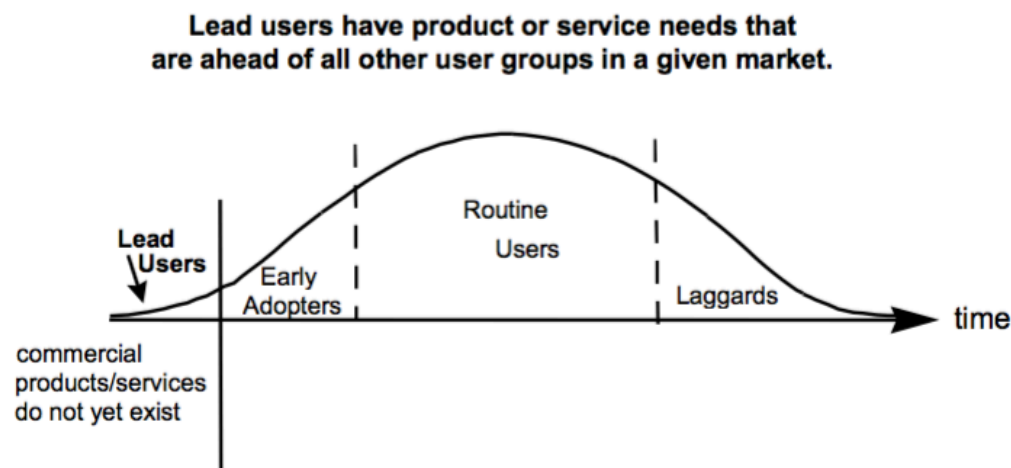 Lead users have product or service needs that
are ahead of all other user groups in a given market.
Lead
Users
Early
Adopters
Routine
Users
Laggards
time
commercial
products/services
do not yet exist